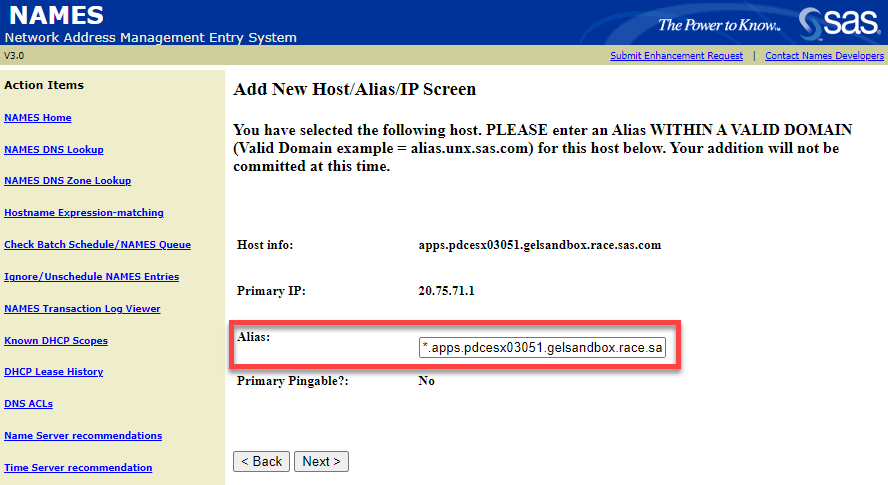 NAMES
Network Address Management Entry System
The Power to Know.
sas.
V3.0
Submit Enhancement Request | Contact Names Developers
Action Items
NAMES Home
NAMES DNS Lookup
NAMES DNS Zone Lookup
Hostname Expression-matching
Check Batch Schedule/NAMES Queue
Ignore/Unschedule NAMES Entries
NAMES Transaction Log Viewer
Known DHCP Scopes
DHCP Lease History
DNS ACLs
Name Server recommendations
Time Server recommendation
Add New Host/Alias/IP Screen
You have selected the following host. PLEASE enter an Alias WITHIN A VALID DOMAIN
(Valid Domain example = alias.unx.sas.com) for this host below. Your addition will not be
committed at this time.
Host info: apps.pdcesx03051.gelsandbox.race.sas.com
Primary IP: 20.75.71.1
Alias: *.apps.pdcesx03051.gelsandbox.race.sa
Primary Pingable?: No
< Back Next >